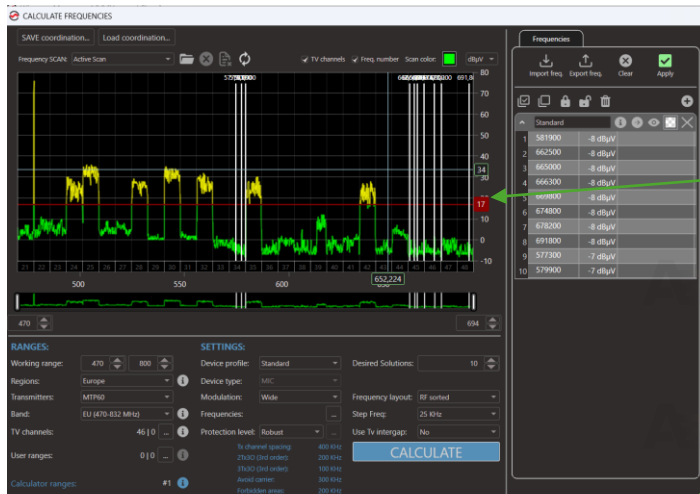 CALCULATE FREQUENCIES
SAVE coordination... Load coordination...
Frequency SCAN: Active Scan TV channels Freq. number Scan color: dBµV
80
70
60
50
40
34
30
17
10
0
-10
21 22 23 24 25 26 27 30 31 32 33 34 35 36 37 38 39 40 41 42 43 44 45 46 47 48
652,224
500 550 600
470 694
RANGES:
Working range: 470 800
Regions: Europe
Transmitters: MTP60
Band: EU (470-832 MHz)
TV channels: 46 | 0 ...
User ranges: 0 | 0 ...
Calculator ranges: #1
SETTINGS:
Device profile: Standard
Device type: MIC
Modulation: Wide
Frequencies: ...
Protection level: Robust ...
Tx channel spacing: 400 KHz
2Tx3O (3rd order): 200 KHz
3Tx3O (3rd order): 100 KHz
Avoid carrier: 300 KHz
Forbidden areas: 200 KHz
Desired Solutions: 10
Frequency layout: RF sorted
Step Freq: 25 KHz
Use Tv intergap: No
CALCULATE
Frequencies
Import freq. Export freq. Clear Apply
Standard
1 581900 -8 dBµV
2 662500 -8 dBµV
3 665000 -8 dBµV
4 666300 -8 dBµV
5 669800 -8 dBµV
6 674800 -8 dBµV
7 678200 -8 dBµV
8 691800 -8 dBµV
9 577300 -7 dBµV
10 579900 -7 dBµV